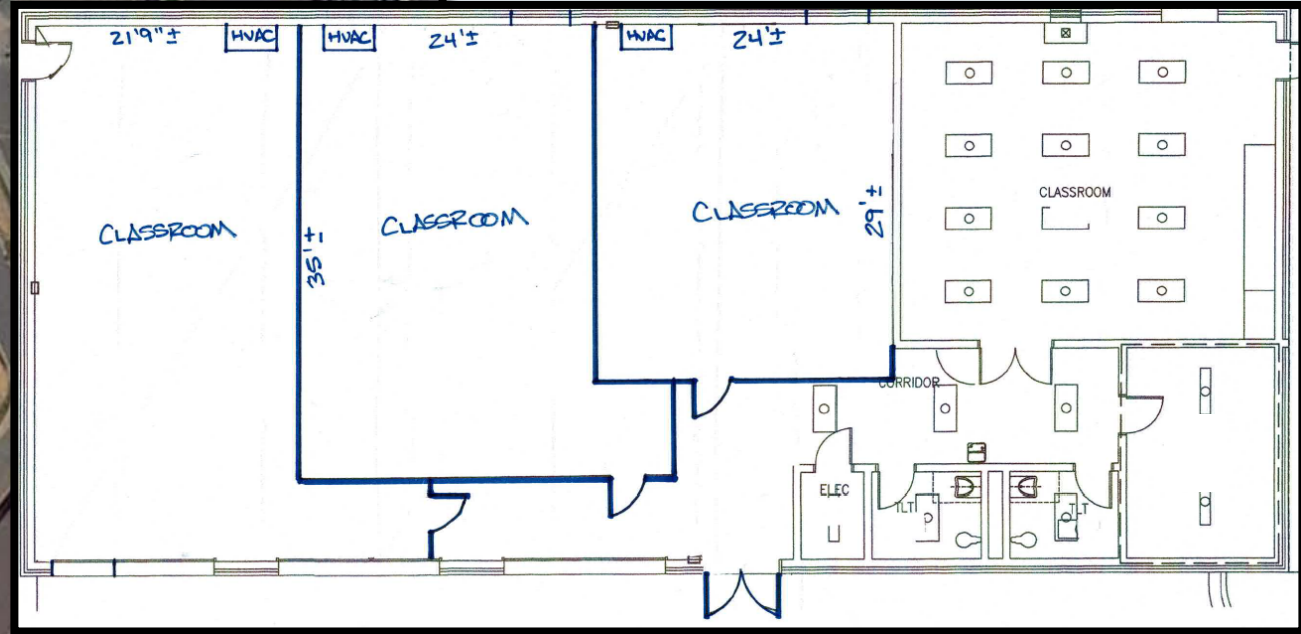 21'9"±
HVAC
HVAC
24'±
HVAC
24'±
CLASSROOM
35'±
CLASSROOM
CLASSROOM
29'±
CLASSROOM
CORRIDOR
ELEC
TLT
TLT